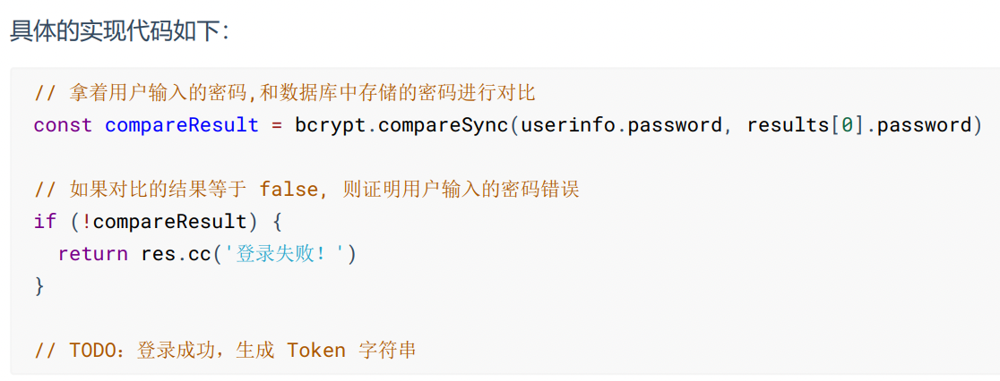 具体的实现代码如下：
// 拿着用户输入的密码,和数据库中存储的密码进行对比
const compareResult = bcrypt.compareSync(userinfo.password, results[0].password)
// 如果对比的结果等于 false, 则证明用户输入的密码错误
if (!compareResult) {
return res.cc('登录失败！')
}
// TODO：登录成功，生成 Token 字符串